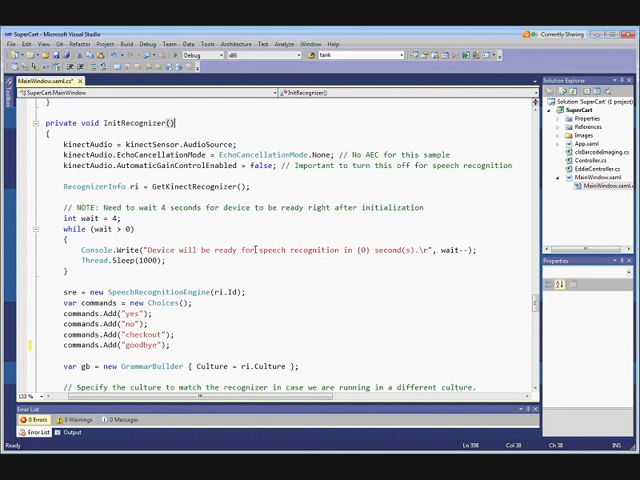 SuperCart - Microsoft Visual Studio
Currently Sharing
File Edit View Git Refactor Project Build Debug Team Data Tools Architecture Test Analyze Window Help
Debug x86 tank
MainWindow.xaml.cs*
SuperCart.MainWindow InitRecognizer()
Toolbox
}
private void InitRecognizer()
{
kinectAudio = kinectSensor.AudioSource;
kinectAudio.EchoCancellationMode = EchoCancellationMode.None; // No AEC for this sample
kinectAudio.AutomaticGainControlEnabled = false; // Important to turn this off for speech recognition
RecognizerInfo ri = GetKinectRecognizer();
// NOTE: Need to wait 4 seconds for device to be ready right after initialization
int wait = 4;
while (wait > 0)
{
Console.Write("Device will be ready for speech recognition in {0} second(s).\r", wait--);
Thread.Sleep(1000);
}
sre = new SpeechRecognitionEngine(ri.Id);
var commands = new Choices();
commands.Add("yes");
commands.Add("no");
commands.Add("checkout");
commands.Add("goodbye");
var gb = new GrammarBuilder { Culture = ri.Culture };
// Specify the culture to match the recognizer in case we are running in a different culture.
133 %
Error List
0 Errors 0 Warnings 0 Messages
Error List Output
Ready Ln 398 Col 38 Ch 38 INS
Solution Explorer
Solution 'SuperCart' (1 project)
SuperCart
Properties
References
Images
App.xaml
clsBarcodeImaging.cs
Controller.cs
EddieController.cs
MainWindow.xaml
MainWindow.xaml.cs
Properties